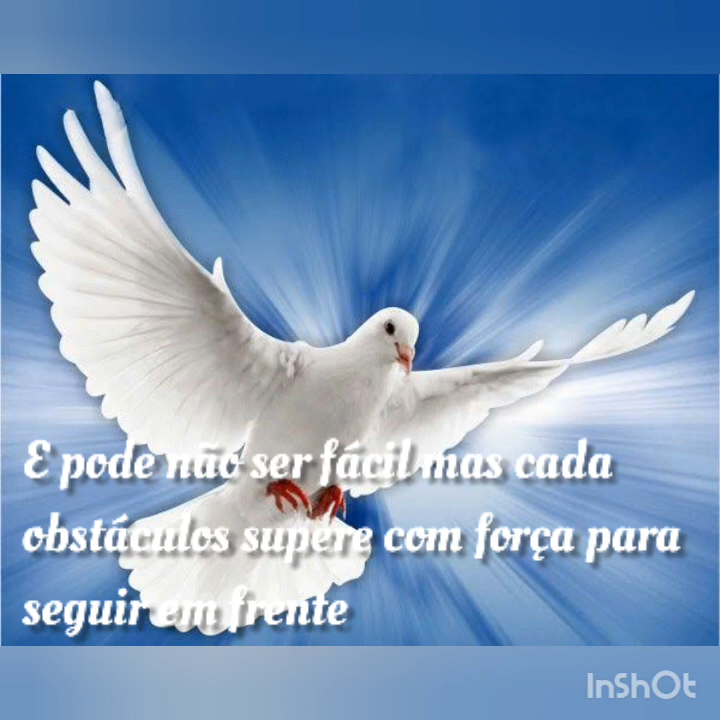 E pode não ser fácil mas cada
obstáculos supere com força para
seguir em frente
InShOt